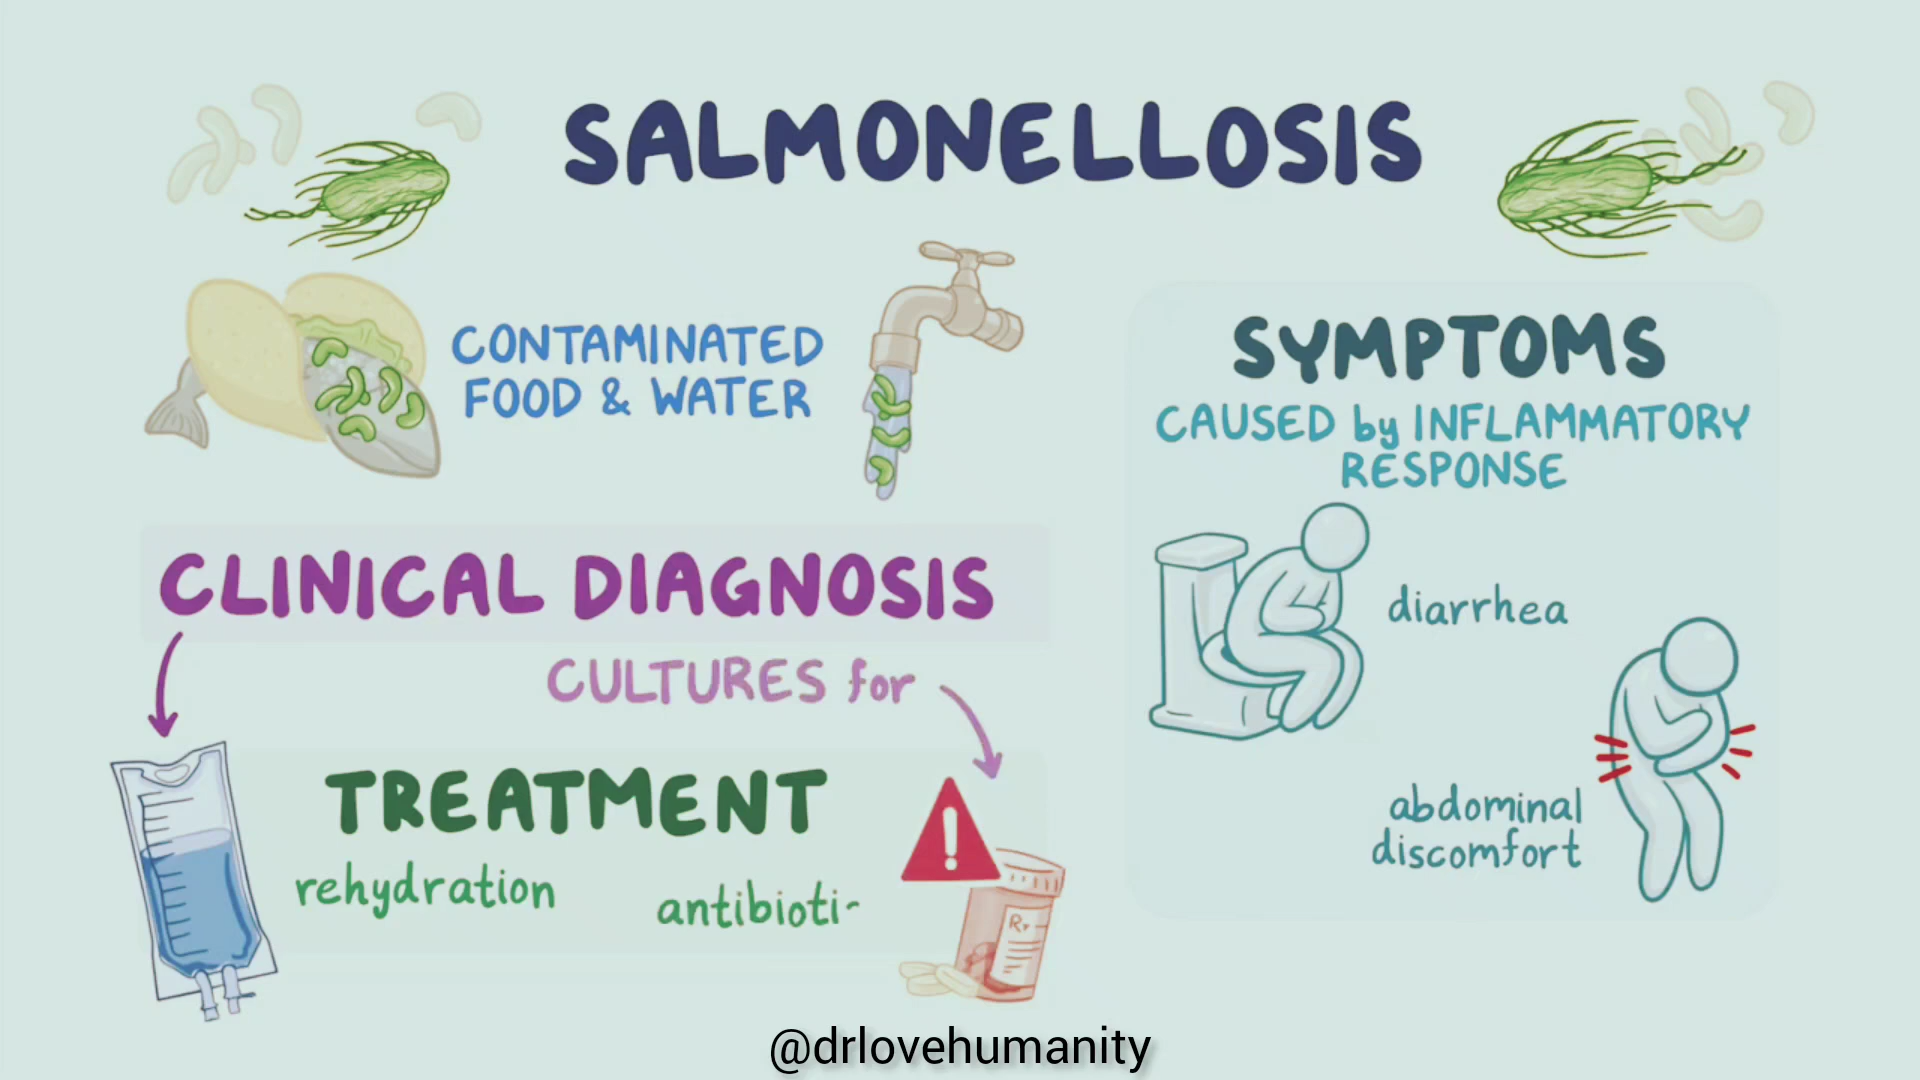 SALMONELLOSIS
CONTAMINATED
FOOD & WATER
SYMPTOMS
CAUSED by INFLAMMATORY
RESPONSE
diarrhea
abdominal
discomfort
CLINICAL DIAGNOSIS
CULTURES for
TREATMENT
rehydration
antibioti-
!
Rx
@drlovehumanity